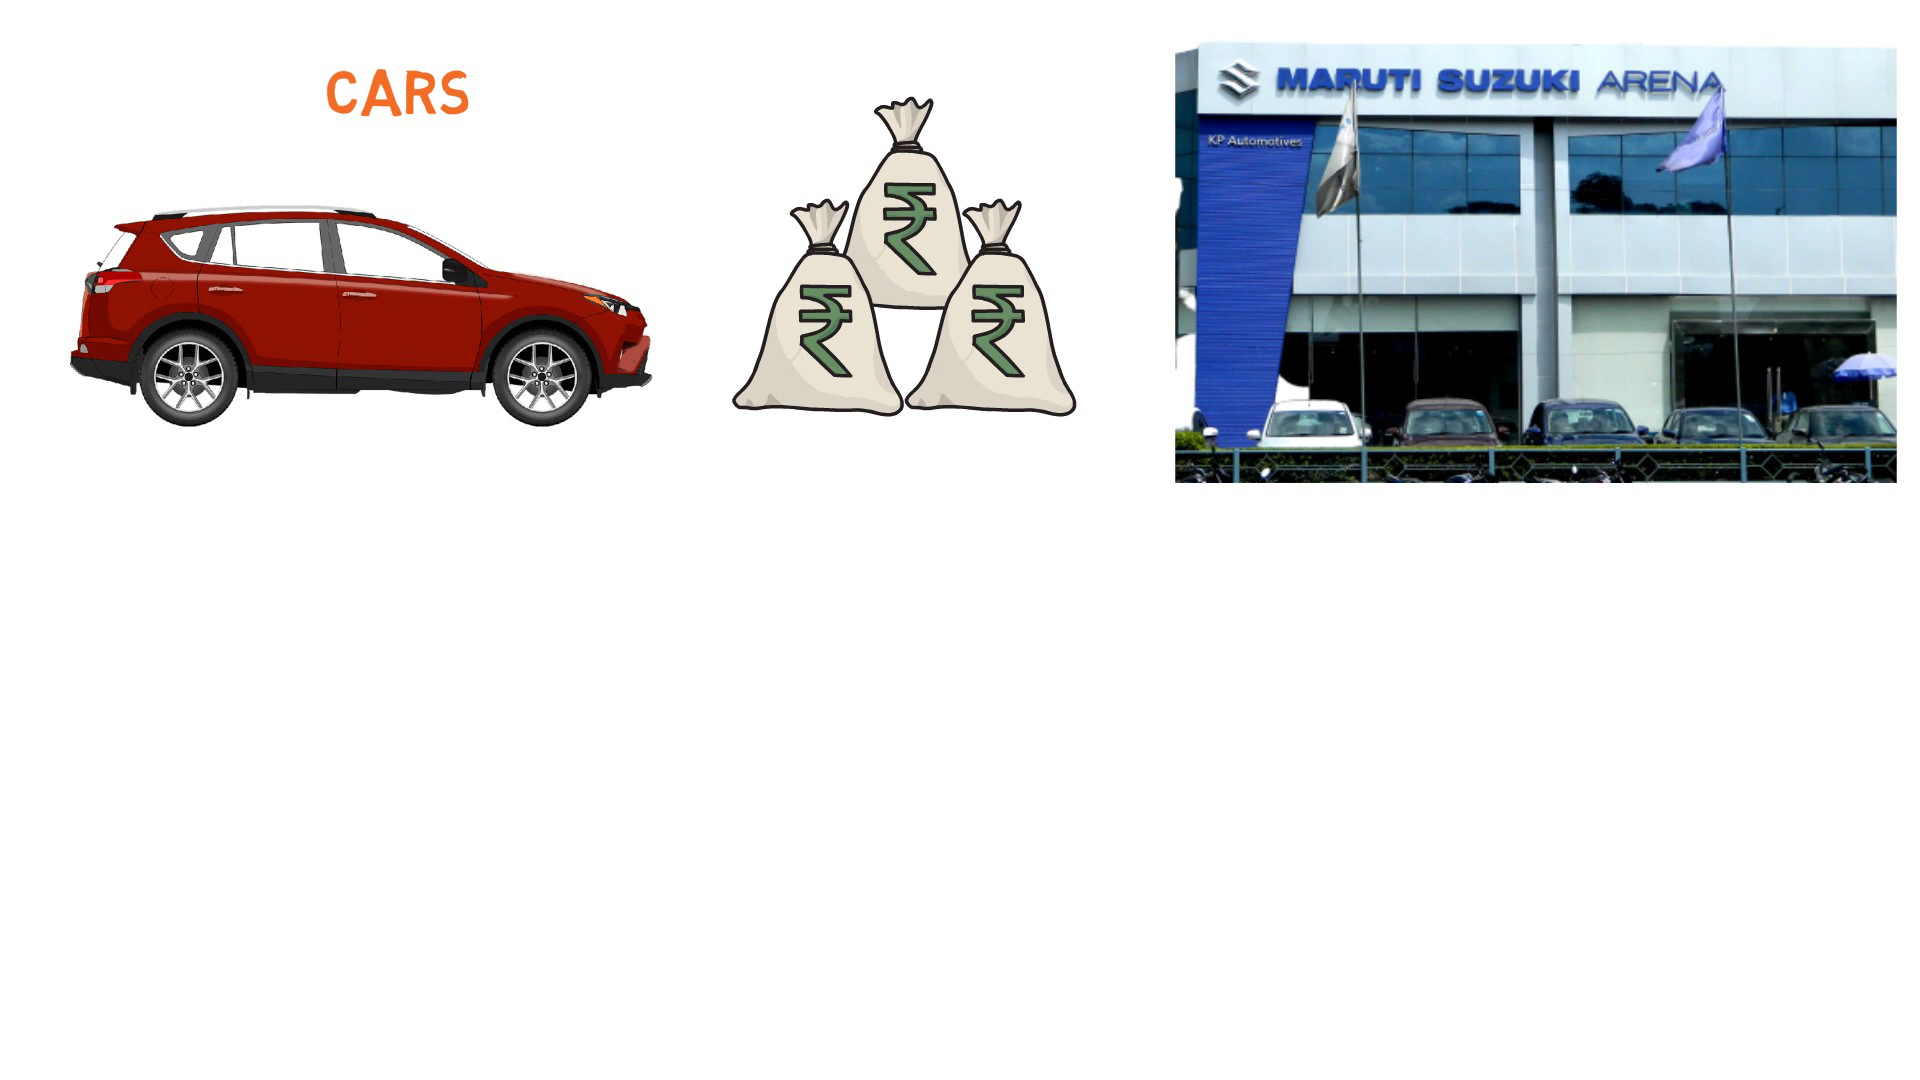 CARS
₹
₹
₹
MARUTI SUZUKI ARENA
KP Automotives